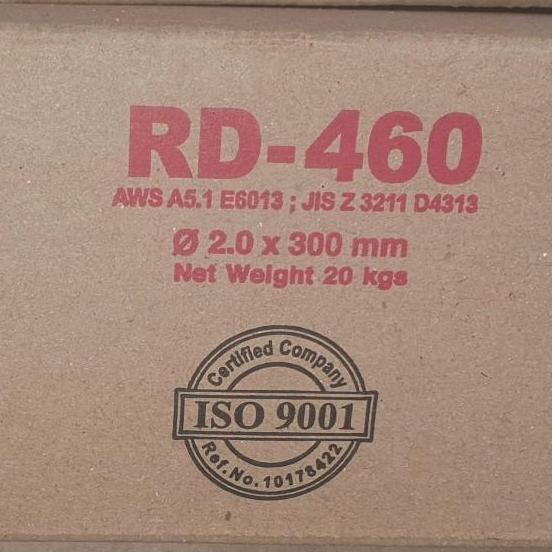 RD-460
AWS A5.1 E6013 ; JIS Z 3211 D4313
Ø 2.0 x 300 mm
Net Weight 20 kgs
Certified Company
ISO 9001
Ref.No.10178422